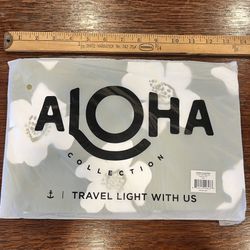 ALOHA
COLLECTION
⚓ | TRAVEL LIGHT WITH US